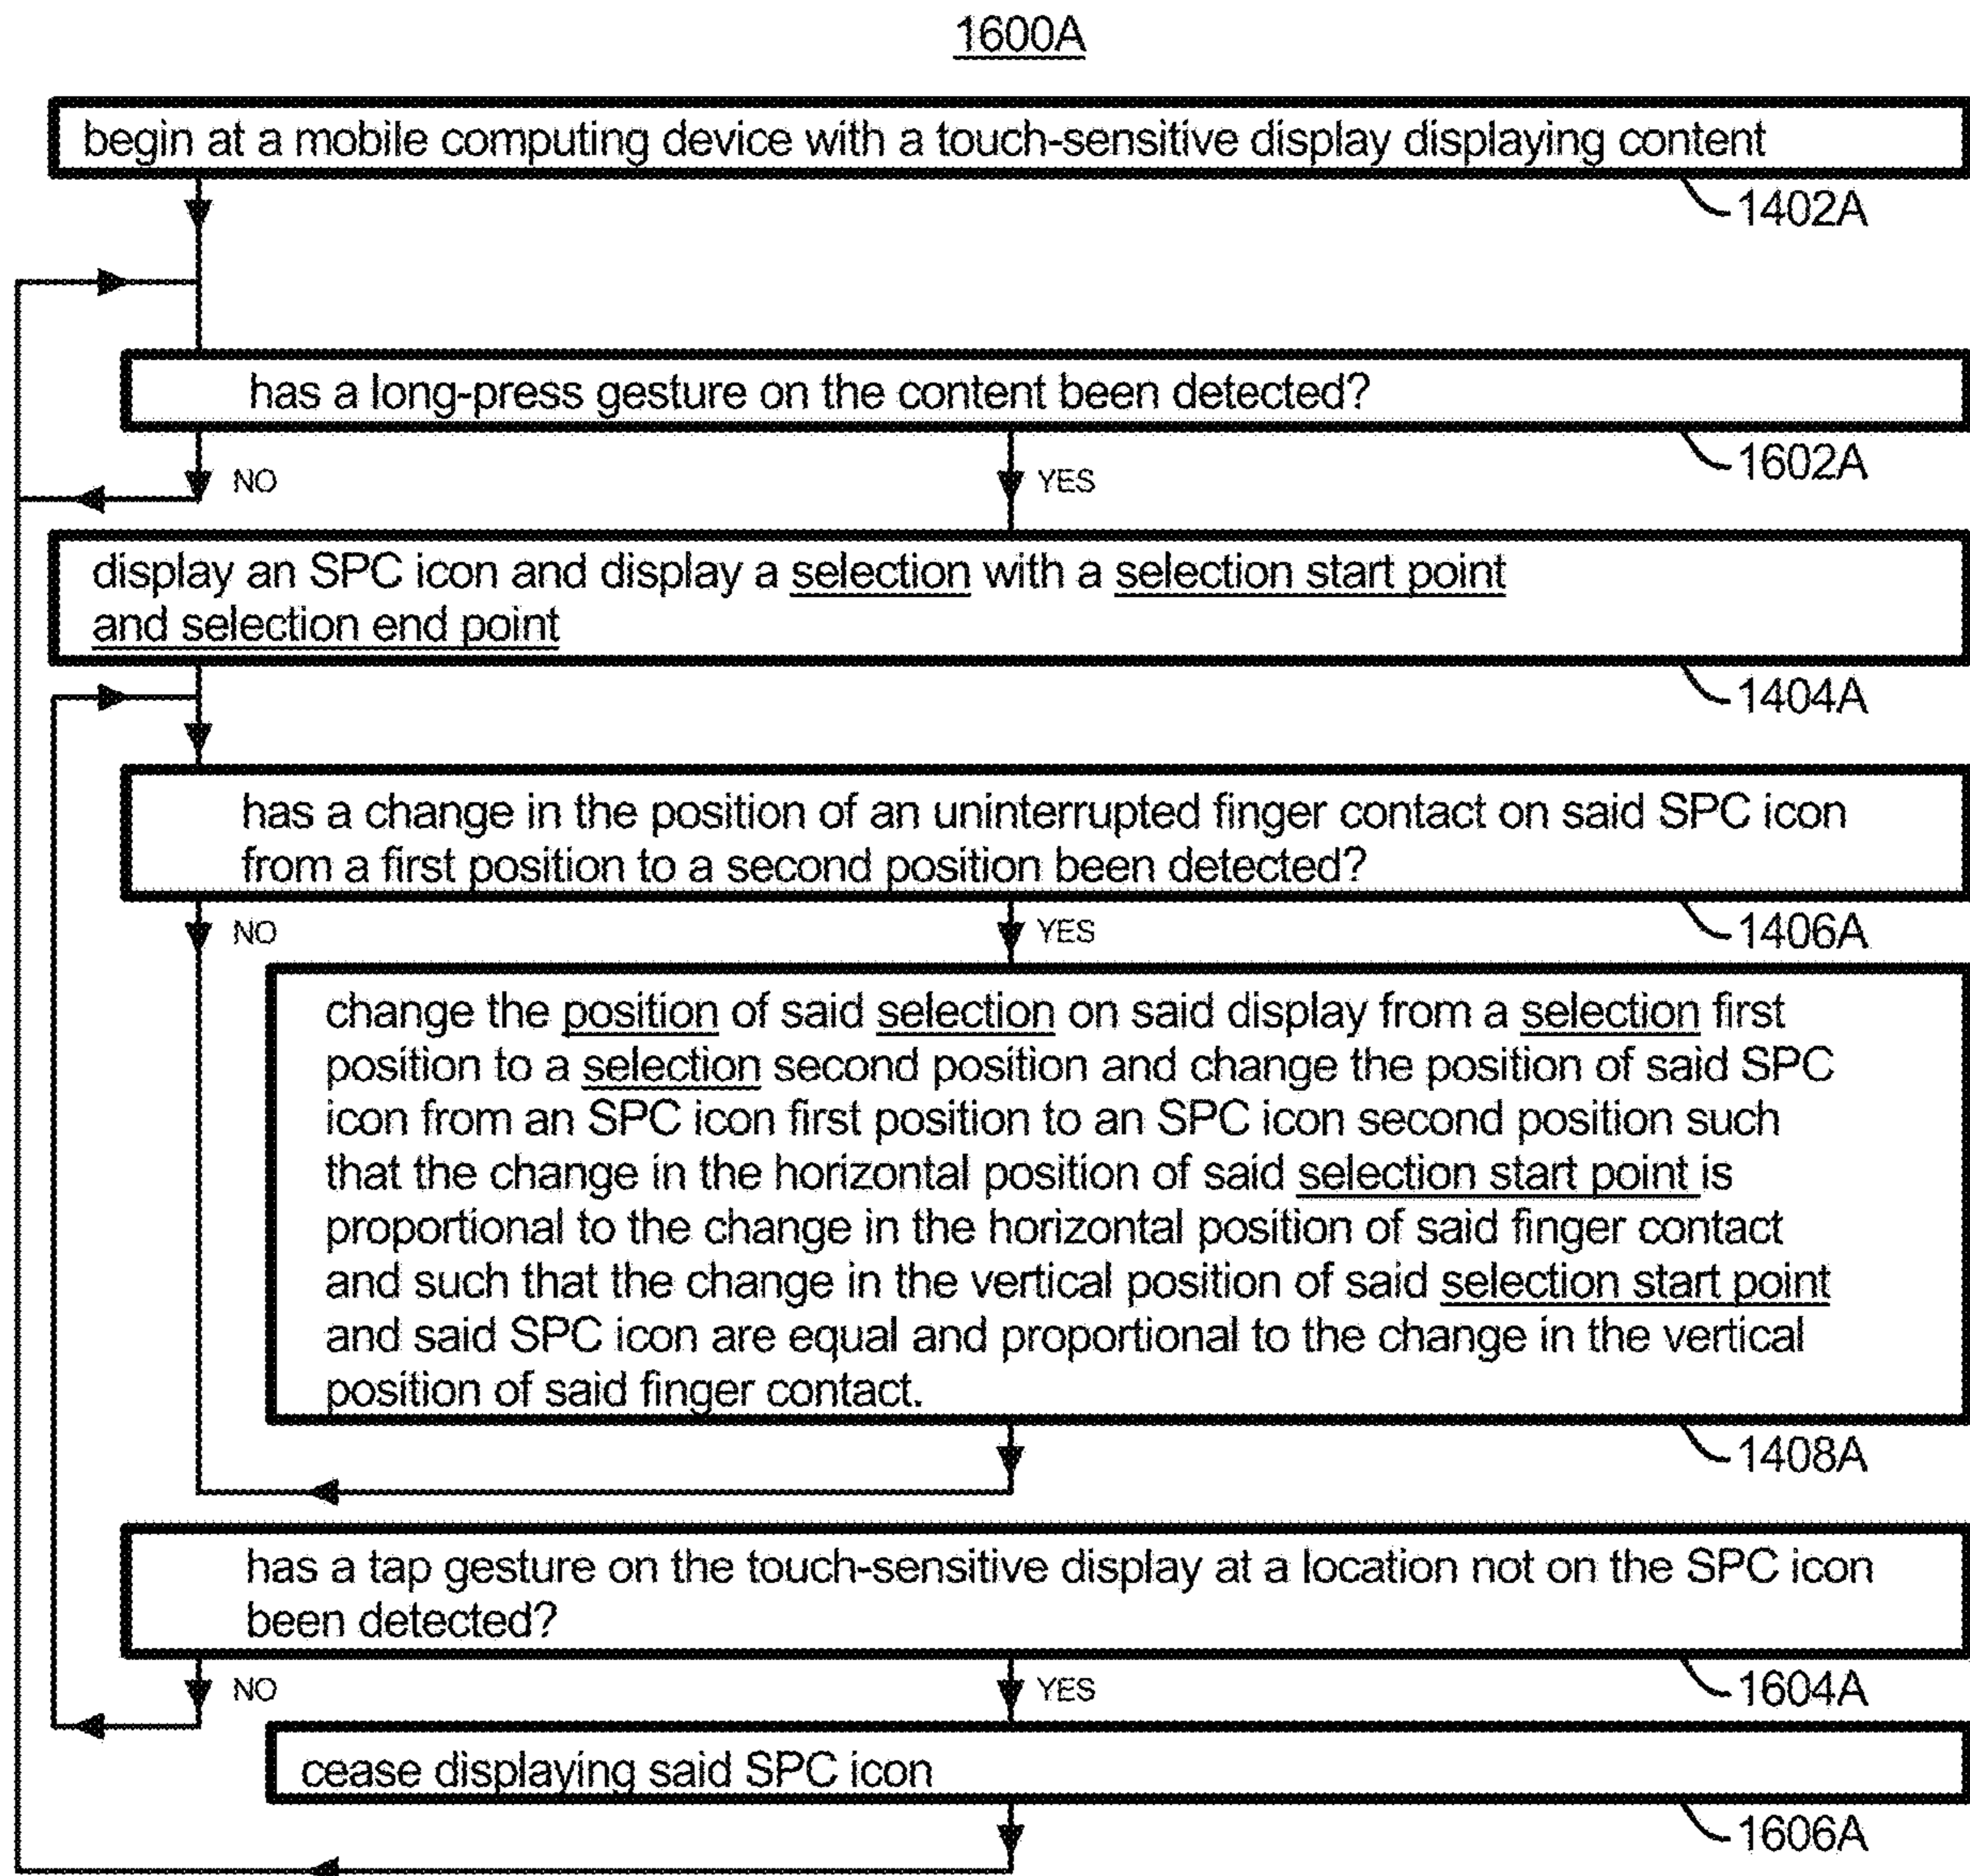 1600A
begin at a mobile computing device with a touch-sensitive display displaying content
1402A
has a long-press gesture on the content been detected?
1602A
NO
YES
display an SPC icon and display a selection with a selection start point
and selection end point
1404A
has a change in the position of an uninterrupted finger contact on said SPC icon
from a first position to a second position been detected?
1406A
NO
YES
change the position of said selection on said display from a selection first
position to a selection second position and change the position of said SPC
icon from an SPC icon first position to an SPC icon second position such
that the change in the horizontal position of said selection start point is
proportional to the change in the horizontal position of said finger contact
and such that the change in the vertical position of said selection start point
and said SPC icon are equal and proportional to the change in the vertical
position of said finger contact.
1408A
has a tap gesture on the touch-sensitive display at a location not on the SPC icon
been detected?
1604A
NO
YES
cease displaying said SPC icon
1606A